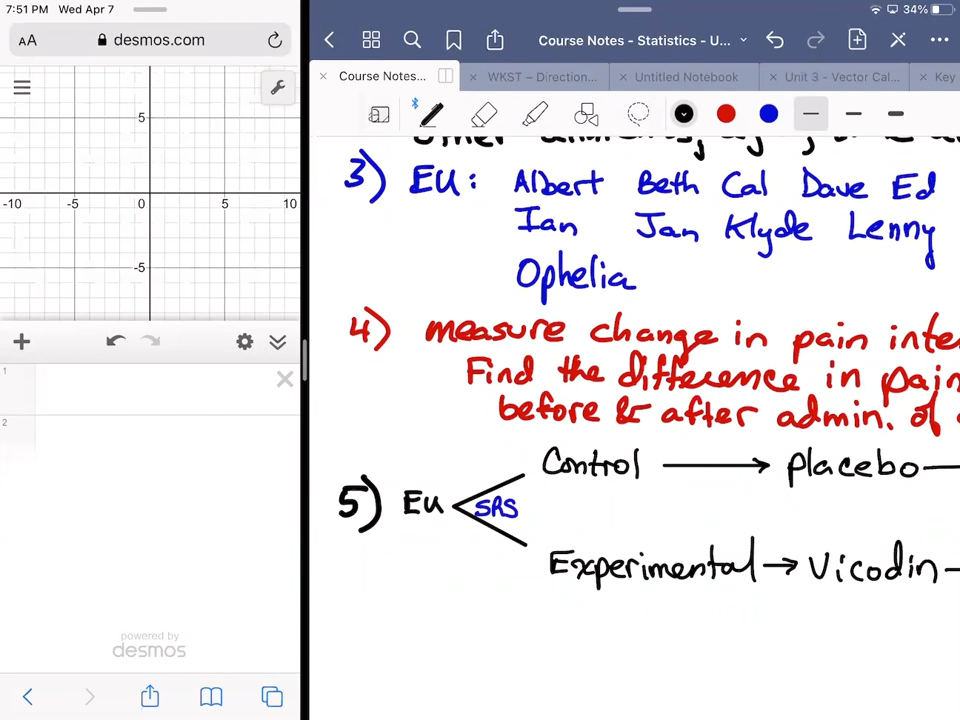 7:51 PM Wed Apr 7
34%
AA desmos.com
Course Notes - Statistics - U...
Course Notes...
WKST – Direction...
Untitled Notebook
Unit 3 - Vector Cal...
Key
5
-10 -5 0 5 10
-5
1
2
powered by
desmos
3) EU: Albert Beth Cal Dave Ed
Ian Jan Klyde Lenny
Ophelia
4) measure change in pain inte
Find the difference in pain
before & after admin. of
5) EU SRS
Control → placebo
Experimental → Vicodin